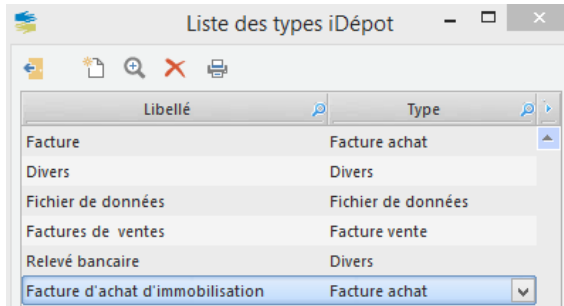 Liste des types iDépot
Libellé Type
Facture Facture achat
Divers Divers
Fichier de données Fichier de données
Factures de ventes Facture vente
Relevé bancaire Divers
Facture d'achat d'immobilisation Facture achat